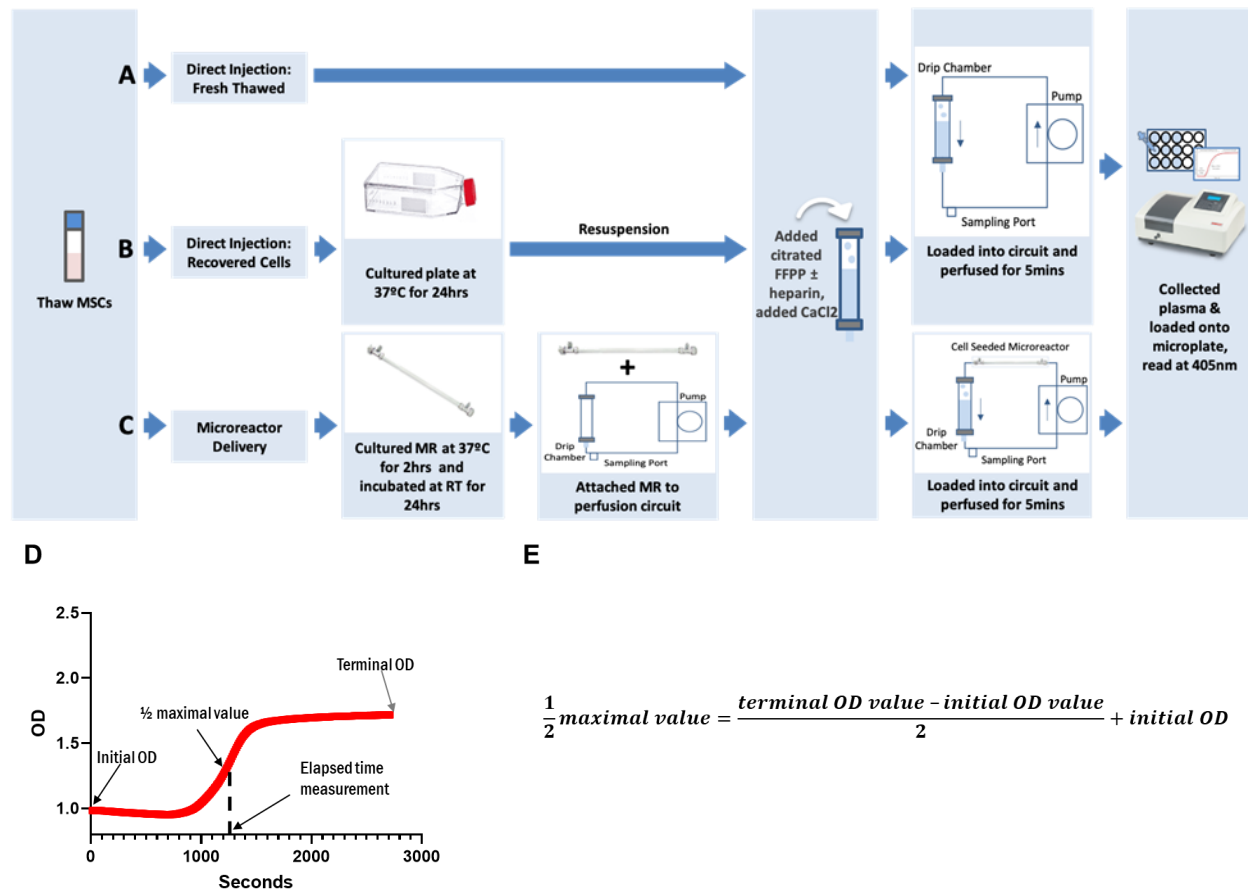 A
Direct Injection:
Fresh Thawed
Thaw MSCs
B
Direct Injection:
Recovered Cells
Cultured plate at
37ºC for 24hrs
Resuspension
C
Microreactor
Delivery
Cultured MR at 37ºC
for 2hrs and
incubated at RT for
24hrs
+
Pump
Drip
Chamber
Sampling Port
Attached MR to
perfusion circuit
Added
citrated
FFPP ±
heparin,
added CaCl2
Drip Chamber
Pump
Sampling Port
Loaded into circuit and
perfused for 5mins
Cell Seeded Microreactor
Pump
Drip
Chamber
Sampling Port
Loaded into circuit and
perfused for 5mins
Collected
plasma &
loaded onto
microplate,
read at 405nm
D
2.5
2.0
1.5
1.0
OD
0
1000
2000
3000
Seconds
Initial OD
½ maximal value
Terminal OD
Elapsed time
measurement
E
1/2 maximal value = (terminal OD value – initial OD value)/2 + initial OD